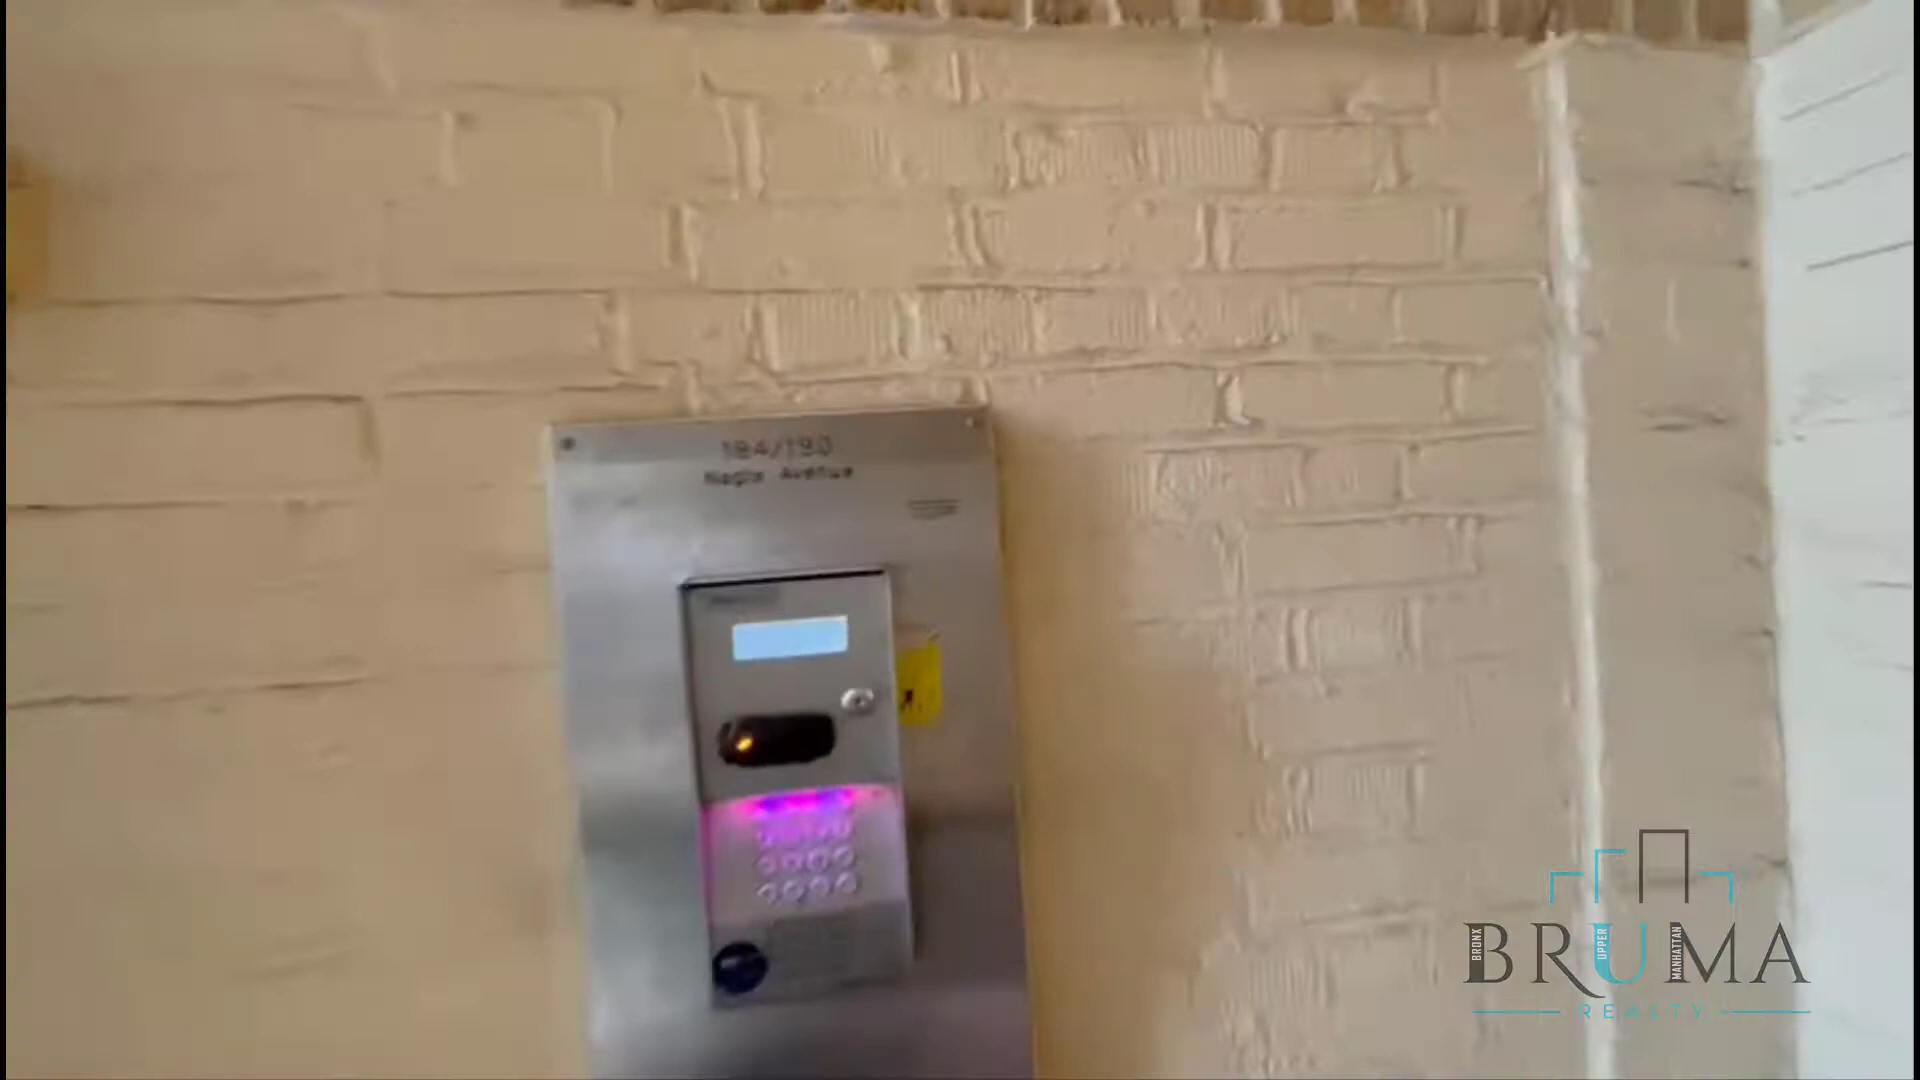 184/190
Nagle Avenue
BRUMA
BRONX
UPPER
MANHATTAN
REALTY